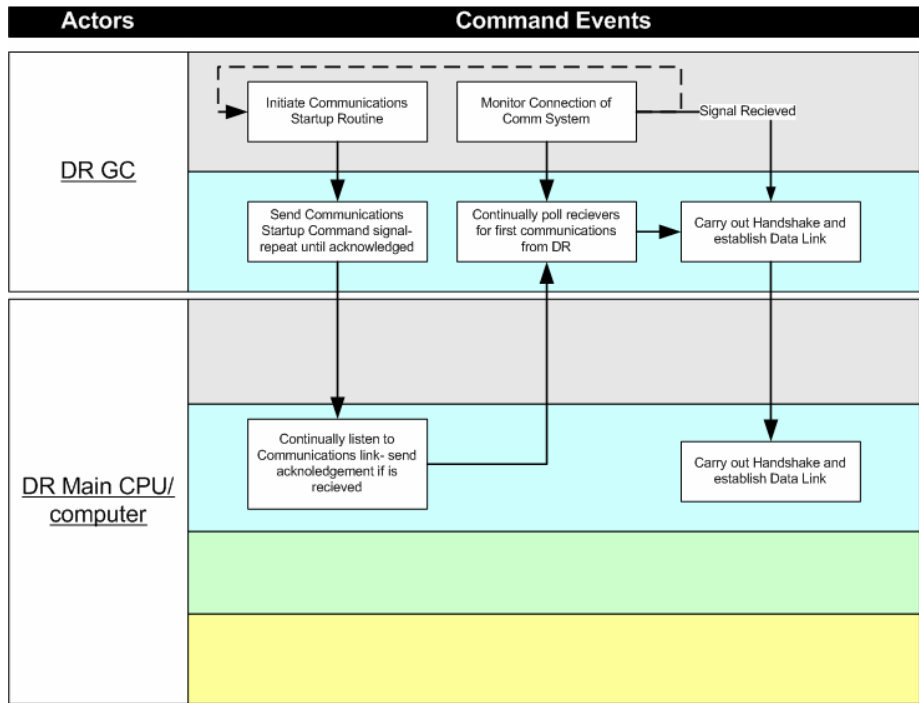 Actors
Command Events
DR GC
Initiate Communications
Startup Routine
Monitor Connection of
Comm System
Signal Recieved
Send Communications
Startup Command signal-
repeat until acknowledged
Continually poll recievers
for first communications
from DR
Carry out Handshake and
establish Data Link
DR Main CPU/
computer
Continually listen to
Communications link- send
acknoledgement if is
recieved
Carry out Handshake and
establish Data Link